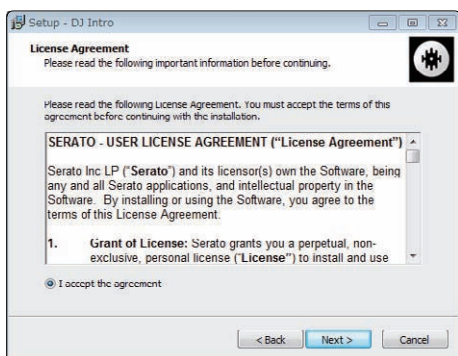 Setup - DJ Intro
License Agreement
Please read the following important information before continuing.
Please read the following License Agreement. You must accept the terms of this
agreement before continuing with the installation.
SERATO - USER LICENSE AGREEMENT ("License Agreement")
Serato Inc LP ("Serato") and its licensor(s) own the Software, being
any and all Serato applications, and intellectual property in the
Software. By installing or using the Software, you agree to the
terms of this License Agreement.
1. Grant of License: Serato grants you a perpetual, non-
exclusive, personal license ("License") to install and use
I accept the agreement
< Back Next > Cancel